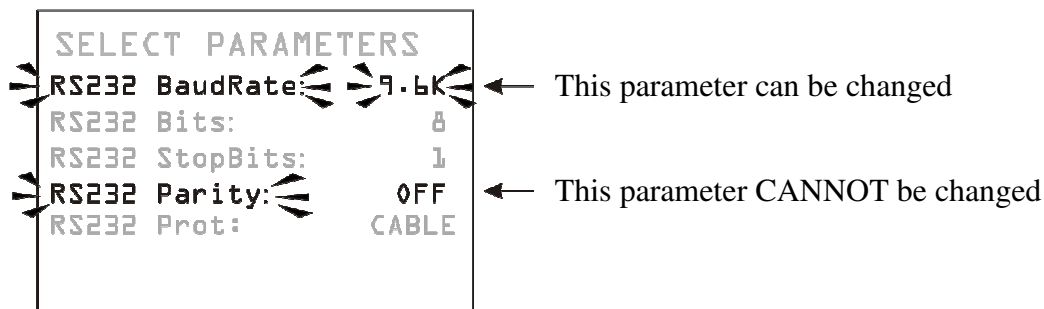 SELECT PARAMETERS
RS232 BaudRate: 9.6K This parameter can be changed
RS232 Bits: 8
RS232 StopBits: 1
RS232 Parity: OFF This parameter CANNOT be changed
RS232 Prot: CABLE